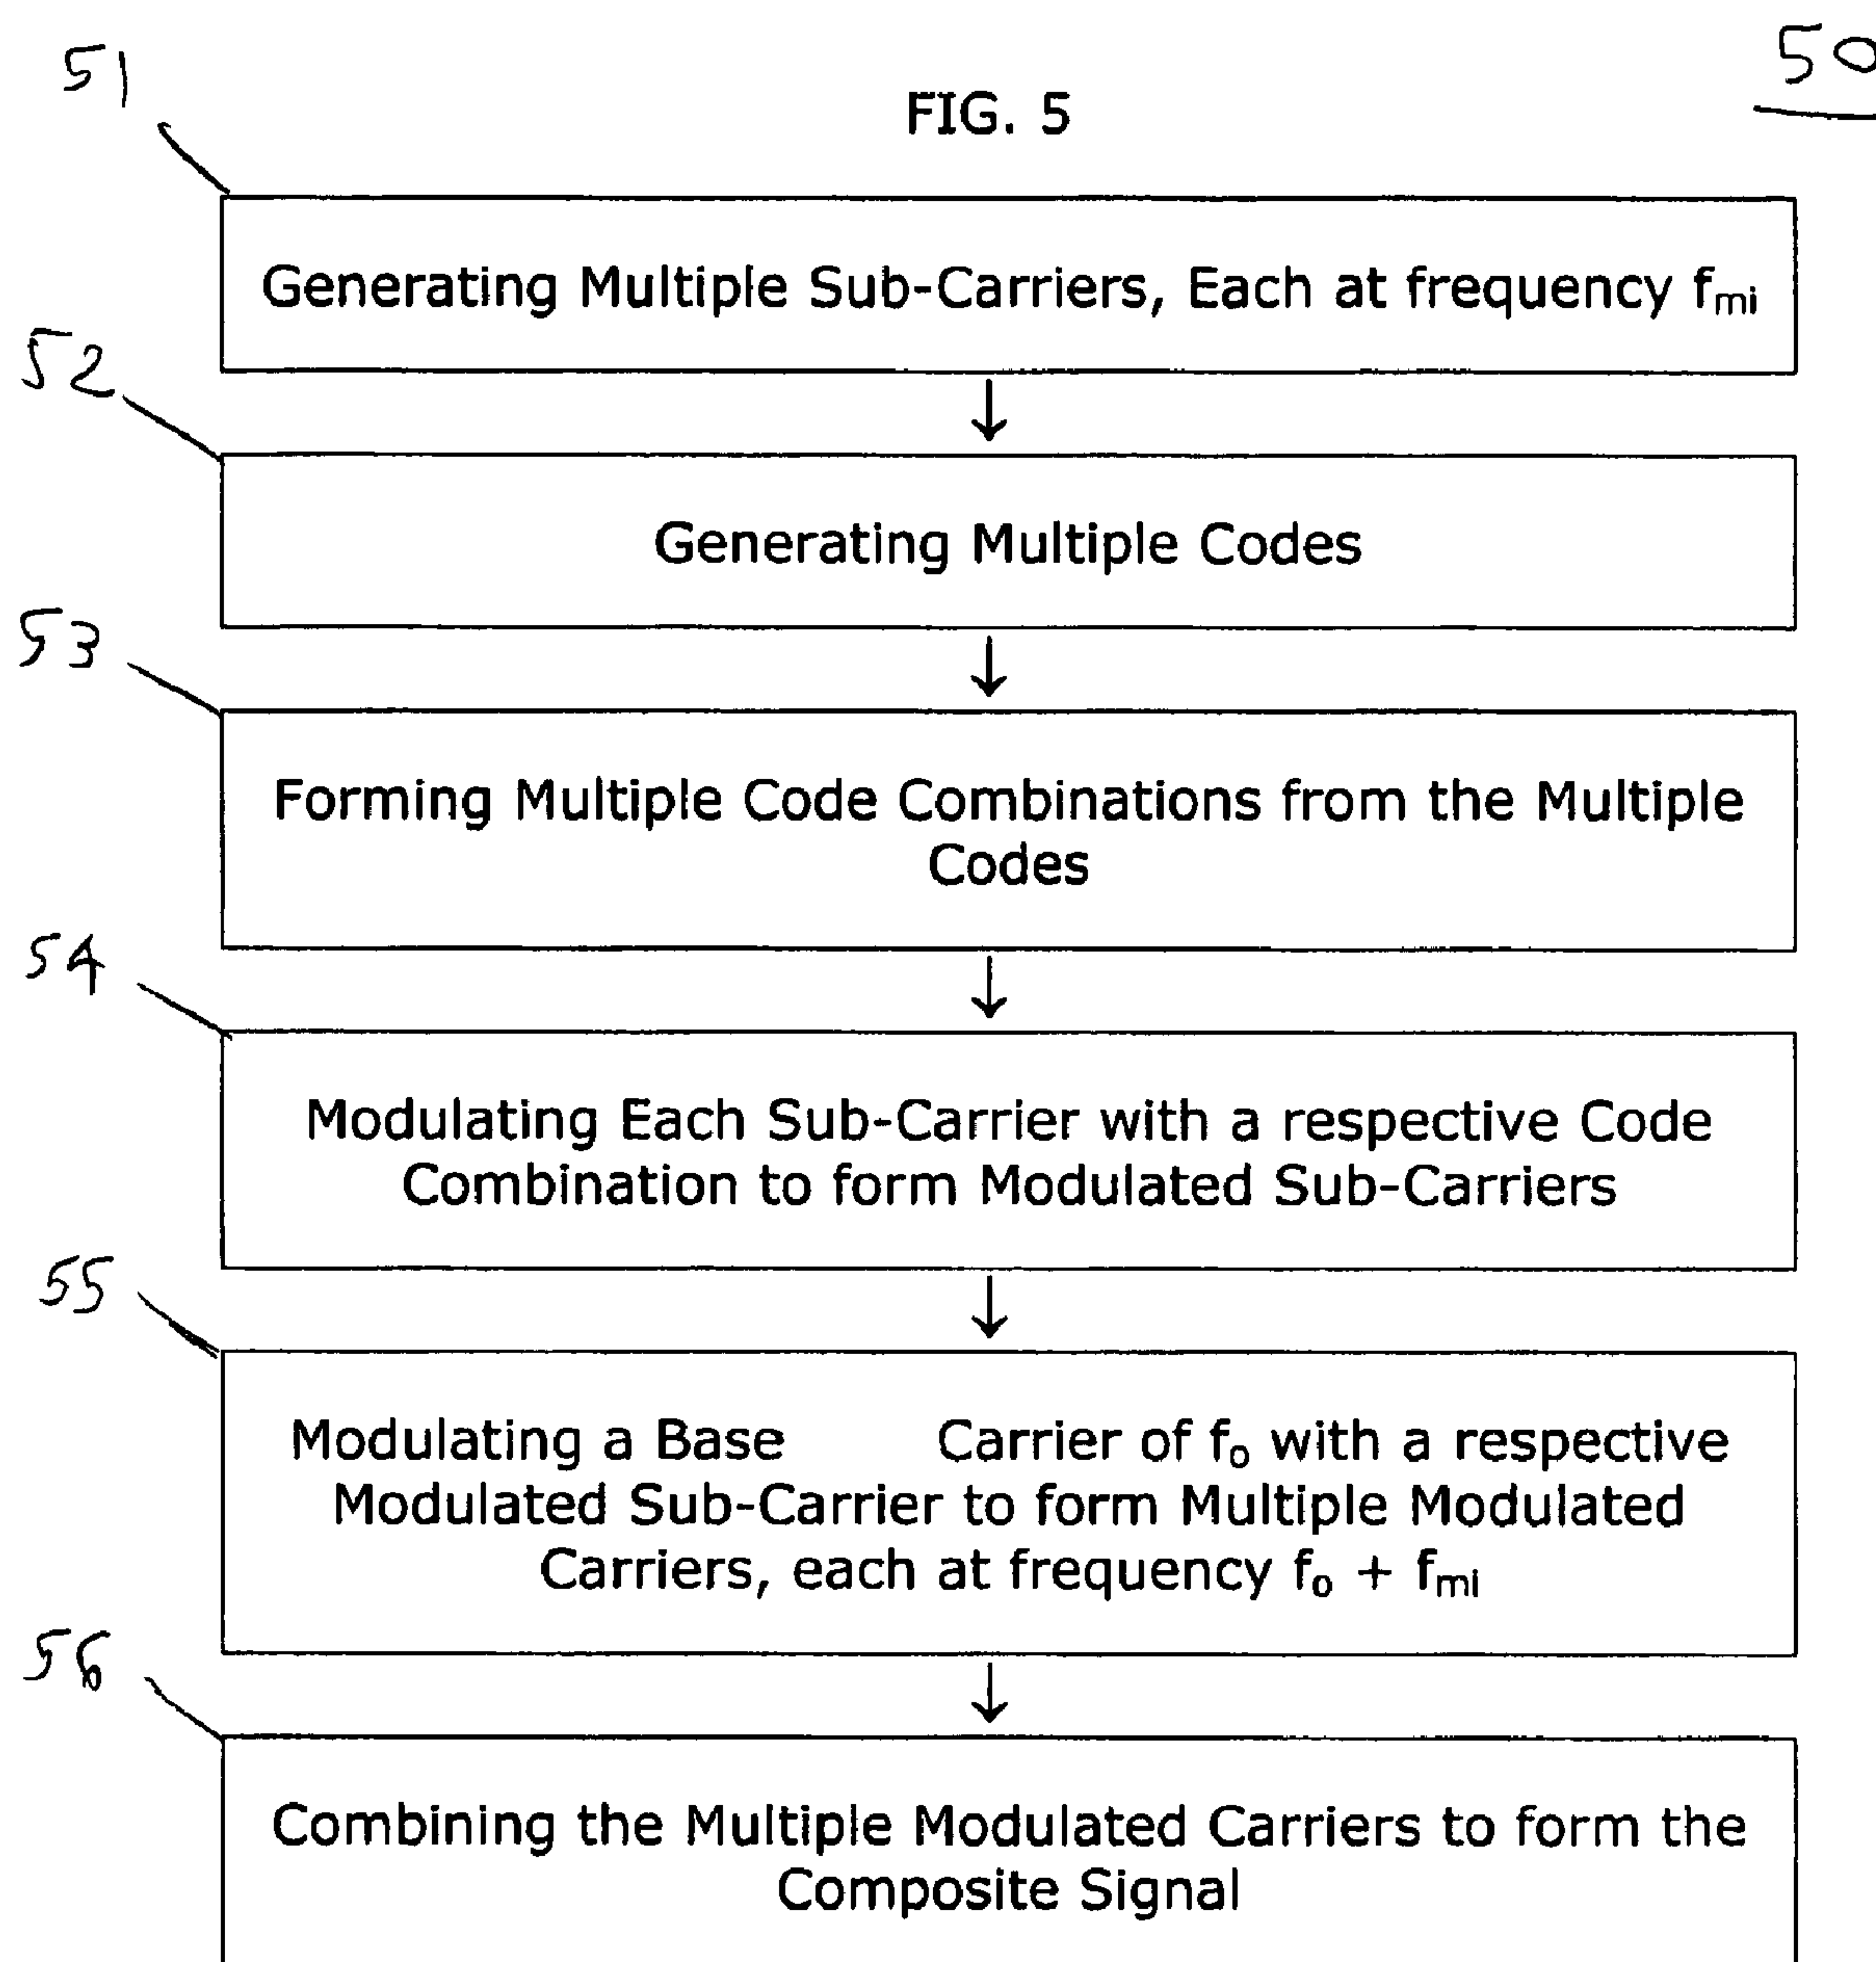 51
50
FIG. 5
Generating Multiple Sub-Carriers, Each at frequency fmi
52
Generating Multiple Codes
53
Forming Multiple Code Combinations from the Multiple
Codes
54
Modulating Each Sub-Carrier with a respective Code
Combination to form Modulated Sub-Carriers
55
Modulating a Base Carrier of fo with a respective
Modulated Sub-Carrier to form Multiple Modulated
Carriers, each at frequency fo + fmi
56
Combining the Multiple Modulated Carriers to form the
Composite Signal